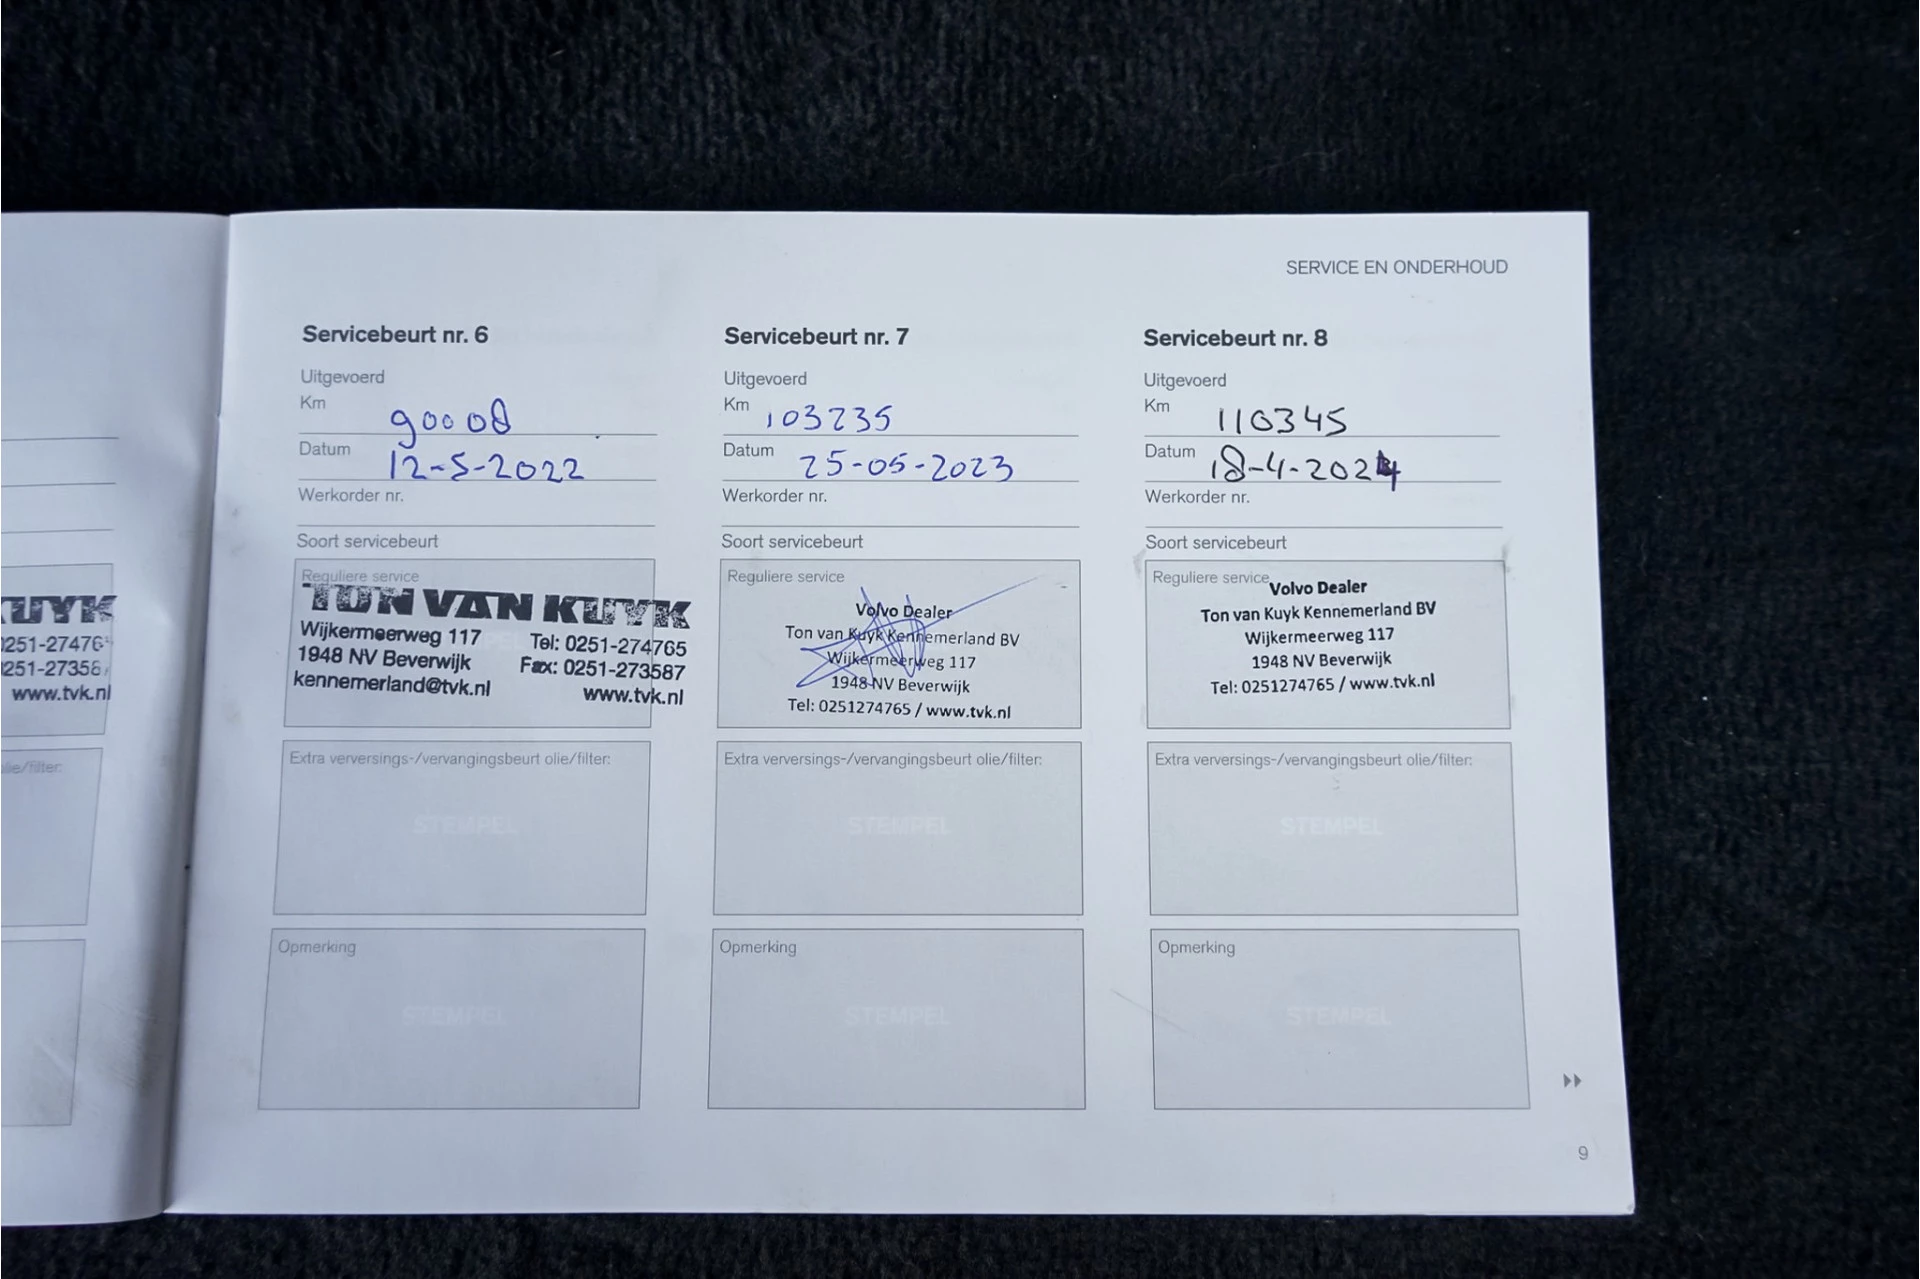 SERVICE EN ONDERHOUD
UYK
0251-27476
251-27358
www.tvk.nl
olie/filter:
Servicebeurt nr. 6
Uitgevoerd
Km 90008
Datum 12-5-2022
Werkorder nr.
Soort servicebeurt
Reguliere service
TON VAN KUYK
Wijkermeerweg 117 Tel: 0251-274765
1948 NV Beverwijk Fax: 0251-273587
kennemerland@tvk.nl www.tvk.nl
Extra verversings-/vervangingsbeurt olie/filter:
STEMPEL
Opmerking
STEMPEL
Servicebeurt nr. 7
Uitgevoerd
Km 103235
Datum 25-05-2023
Werkorder nr.
Soort servicebeurt
Reguliere service
Volvo Dealer
Ton van Kuyk Kennemerland BV
Wijkermeerweg 117
1948 NV Beverwijk
Tel: 0251274765 / www.tvk.nl
Extra verversings-/vervangingsbeurt olie/filter:
STEMPEL
Opmerking
STEMPEL
Servicebeurt nr. 8
Uitgevoerd
Km 110345
Datum 18-4-2024
Werkorder nr.
Soort servicebeurt
Reguliere service
Volvo Dealer
Ton van Kuyk Kennemerland BV
Wijkermeerweg 117
1948 NV Beverwijk
Tel: 0251274765 / www.tvk.nl
Extra verversings-/vervangingsbeurt olie/filter:
STEMPEL
Opmerking
STEMPEL
9